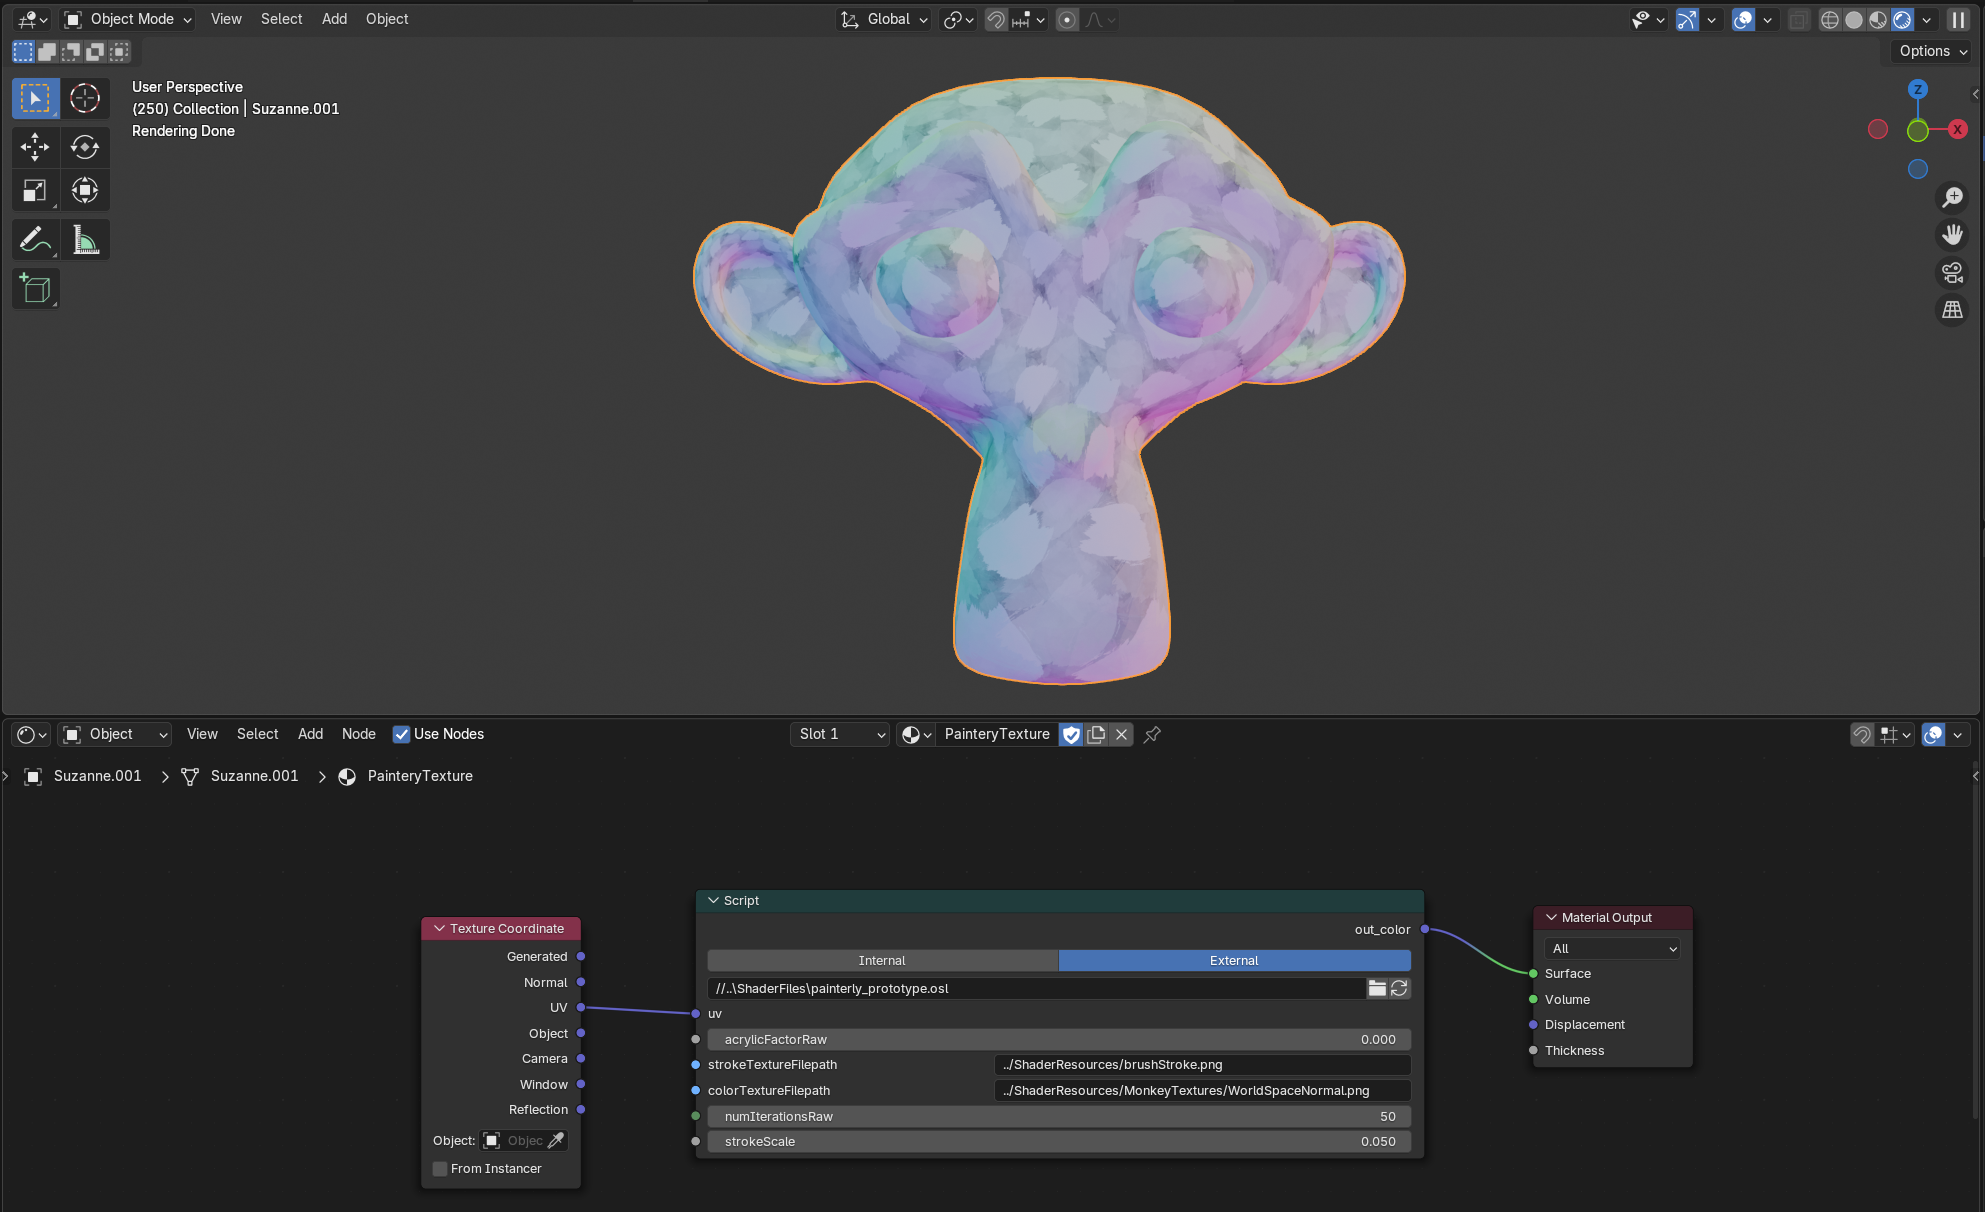 Object Mode View Select Add Object Global
Options
User Perspective
(250) Collection | Suzanne.001
Rendering Done
Z
X
Object View Select Add Node Use Nodes Slot 1 PainteryTexture
Suzanne.001 > Suzanne.001 > PainteryTexture
Texture Coordinate
Generated
Normal
UV
Object
Camera
Window
Reflection
Object: Objec
From Instancer
Script
out_color
Internal External
//..\ShaderFiles\painterly_prototype.osl
uv
acrylicFactorRaw 0.000
strokeTextureFilepath ../ShaderResources/brushStroke.png
colorTextureFilepath ../ShaderResources/MonkeyTextures/WorldSpaceNormal.png
numIterationsRaw 50
strokeScale 0.050
Material Output
All
Surface
Volume
Displacement
Thickness